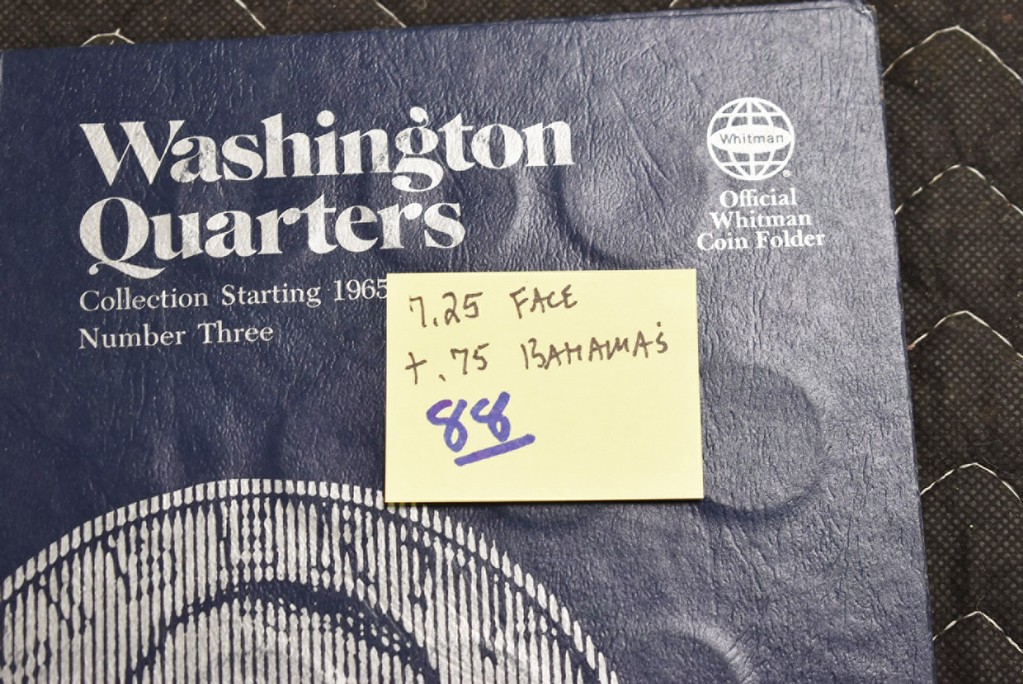 Washington
Quarters
Collection Starting 1965
Number Three
Whitman
®
Official
Whitman
Coin Folder
7.25 FACE
+.75 BAHAMA'S
88